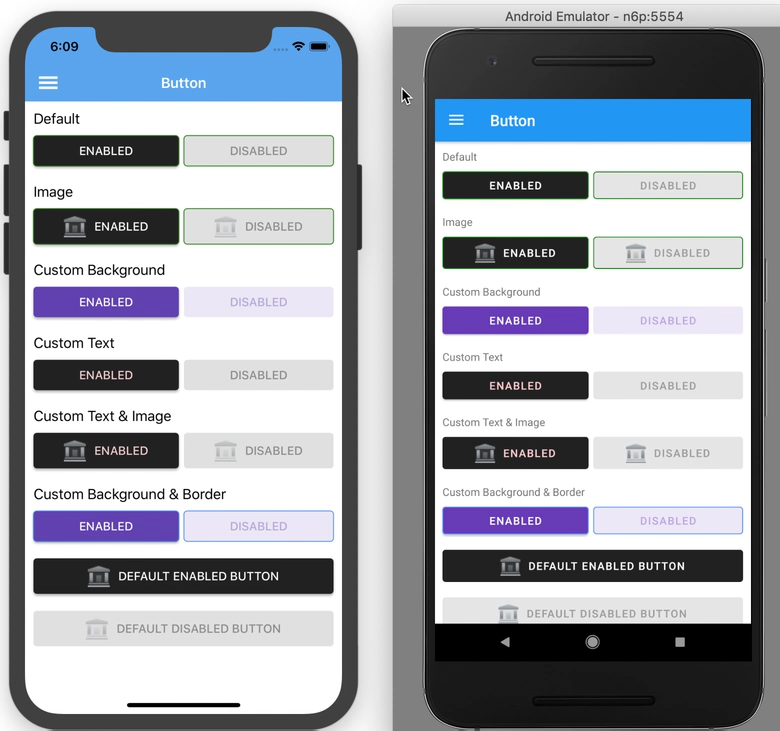 6:09
Button
Default
ENABLED DISABLED
Image
ENABLED DISABLED
Custom Background
ENABLED DISABLED
Custom Text
ENABLED DISABLED
Custom Text & Image
ENABLED DISABLED
Custom Background & Border
ENABLED DISABLED
DEFAULT ENABLED BUTTON
DEFAULT DISABLED BUTTON
Android Emulator - n6p:5554
Button
Default
ENABLED DISABLED
Image
ENABLED DISABLED
Custom Background
ENABLED DISABLED
Custom Text
ENABLED DISABLED
Custom Text & Image
ENABLED DISABLED
Custom Background & Border
ENABLED DISABLED
DEFAULT ENABLED BUTTON
DEFAULT DISABLED BUTTON